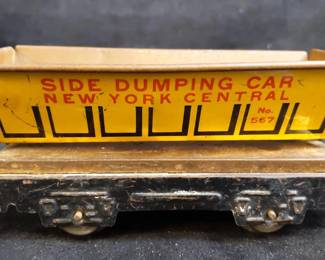 SIDE DUMPING CAR
NEW YORK CENTRAL
No.
567